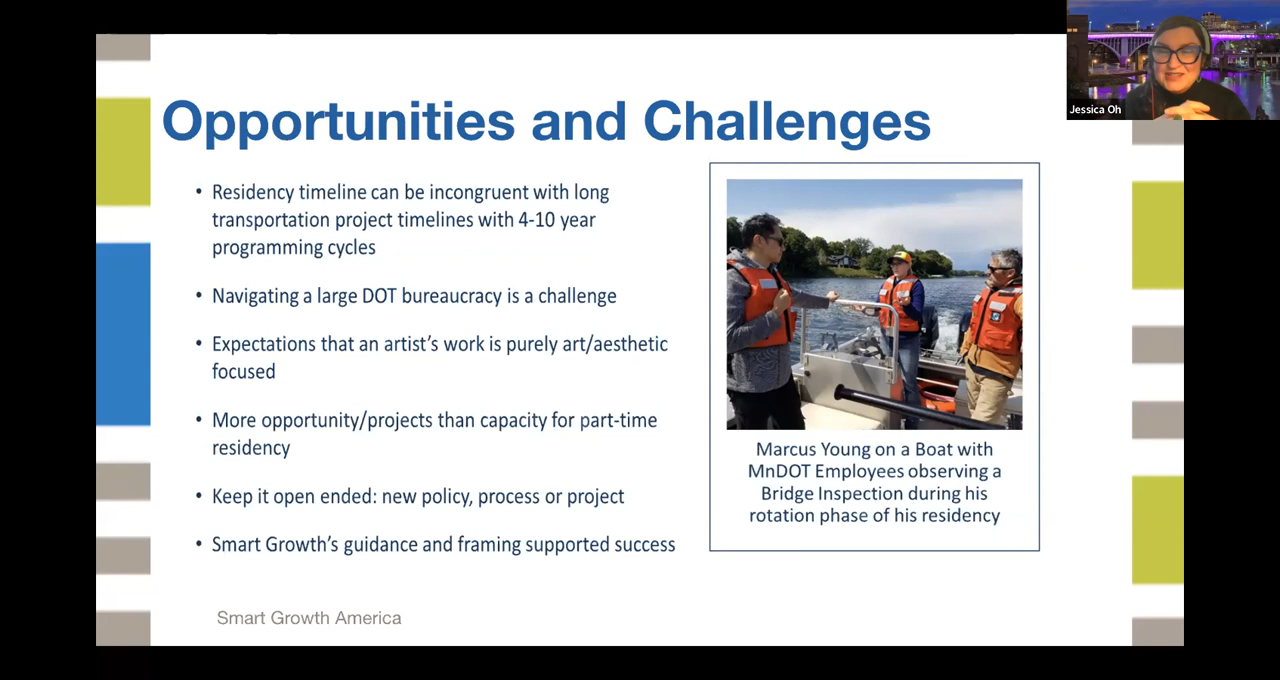 Jessica Oh
Opportunities and Challenges
• Residency timeline can be incongruent with long
transportation project timelines with 4-10 year
programming cycles
• Navigating a large DOT bureaucracy is a challenge
• Expectations that an artist’s work is purely art/aesthetic
focused
• More opportunity/projects than capacity for part-time
residency
• Keep it open ended: new policy, process or project
• Smart Growth’s guidance and framing supported success
Marcus Young on a Boat with
MnDOT Employees observing a
Bridge Inspection during his
rotation phase of his residency
Smart Growth America